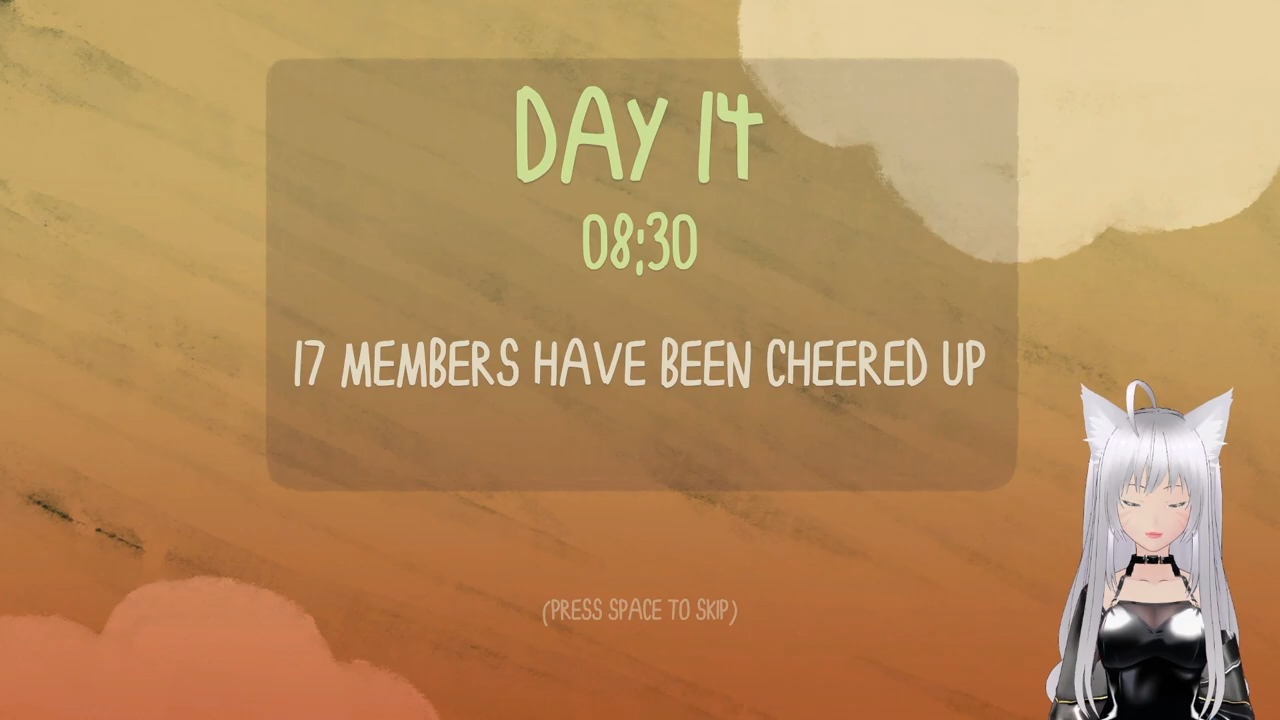 DAY 14
08:30
17 MEMBERS HAVE BEEN CHEERED UP
(PRESS SPACE TO SKIP)